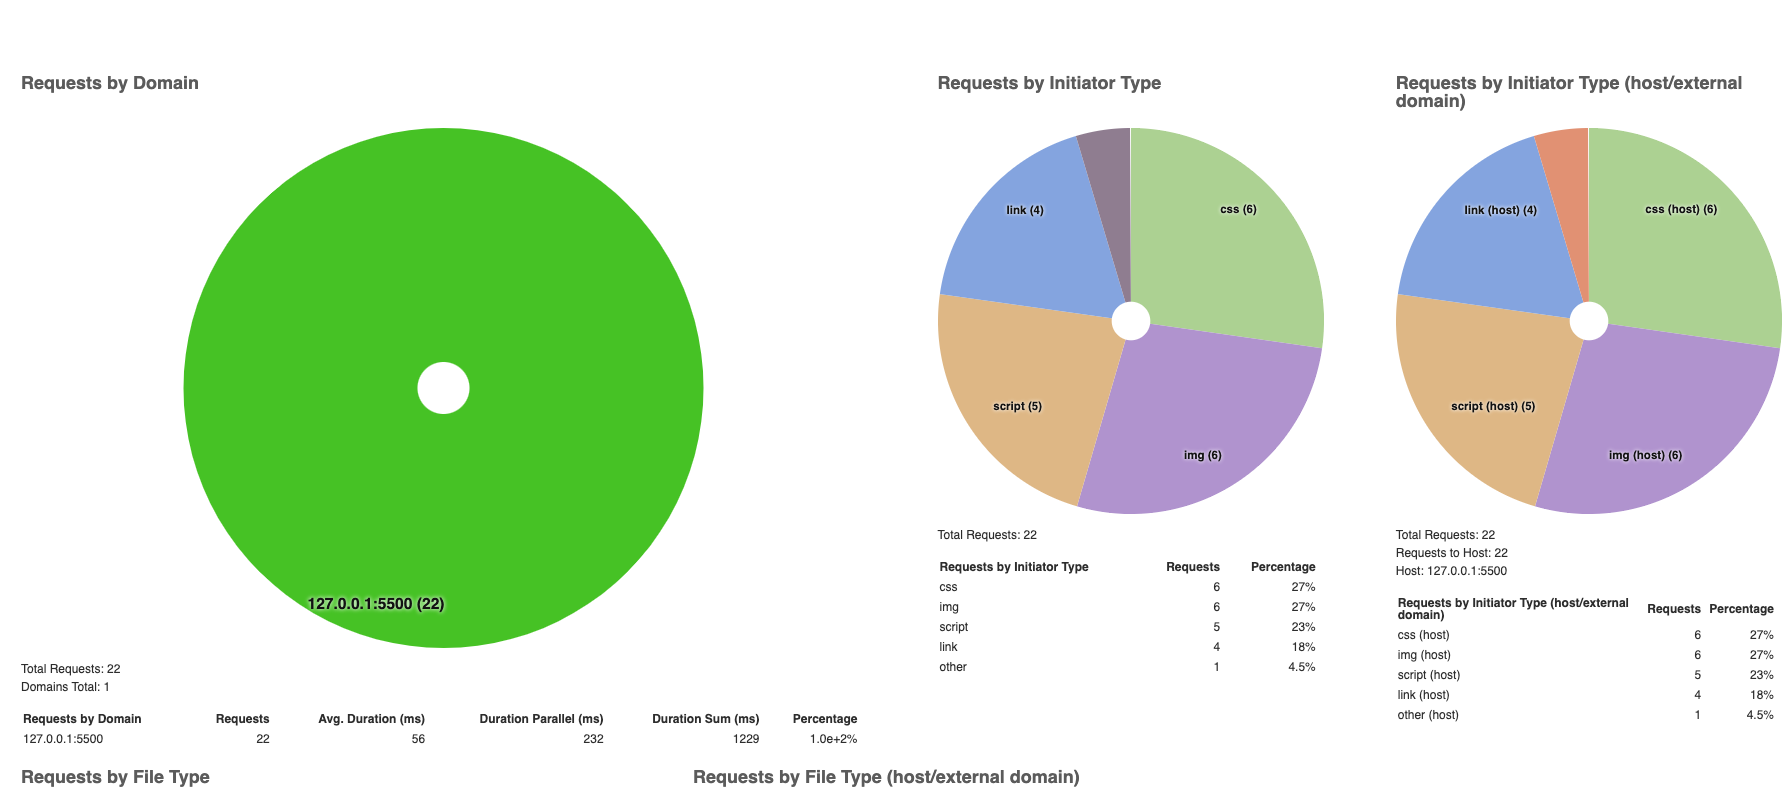 Requests by Domain
127.0.0.1:5500 (22)
Total Requests: 22
Domains Total: 1
Requests by Domain Requests Avg. Duration (ms) Duration Parallel (ms) Duration Sum (ms) Percentage
127.0.0.1:5500 22 56 232 1229 1.0e+2%
Requests by Initiator Type
link (4)
css (6)
script (5)
img (6)
Total Requests: 22
Requests by Initiator Type Requests Percentage
css 6 27%
img 6 27%
script 5 23%
link 4 18%
other 1 4.5%
Requests by Initiator Type (host/external
domain)
link (host) (4)
css (host) (6)
script (host) (5)
img (host) (6)
Total Requests: 22
Requests to Host: 22
Host: 127.0.0.1:5500
Requests by Initiator Type (host/external
domain) Requests Percentage
css (host) 6 27%
img (host) 6 27%
script (host) 5 23%
link (host) 4 18%
other (host) 1 4.5%
Requests by File Type
Requests by File Type (host/external domain)